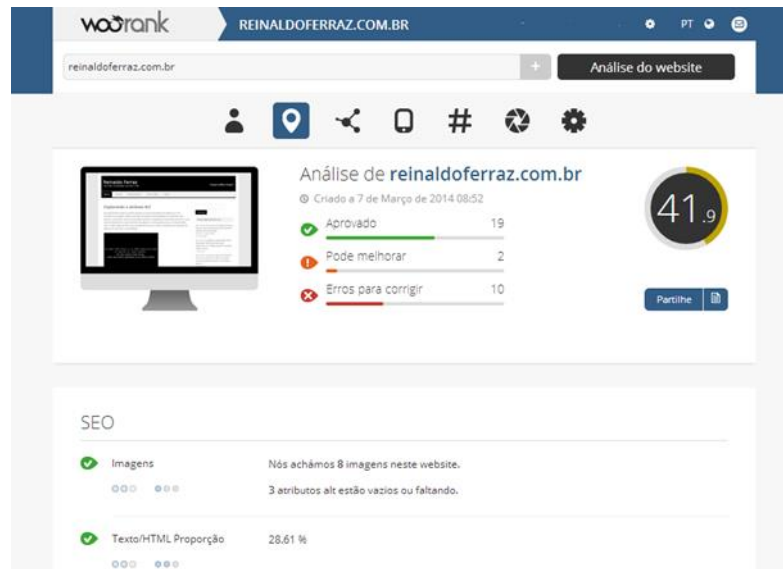 woorank
REINALDOFERRAZ.COM.BR
PT
reinaldoferraz.com.br
+
Análise do website
#
Análise de reinaldoferraz.com.br
Criado a 7 de Março de 2014 08:52
Aprovado 19
Pode melhorar 2
Erros para corrigir 10
41.9
Partilhe
SEO
Imagens
Nós achámos 8 imagens neste website.
3 atributos alt estão vazios ou faltando.
Texto/HTML Proporção
28.61 %